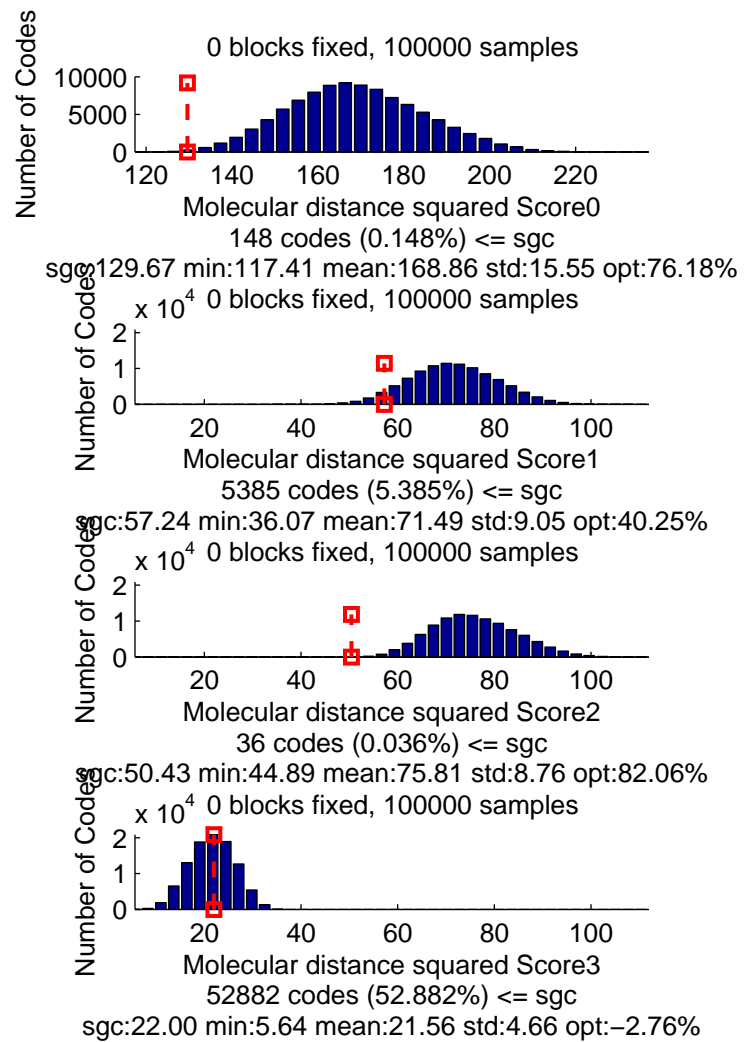 0 blocks fixed, 100000 samples
Number of Codes
10000
5000
0
120 140 160 180 200 220
Molecular distance squared Score0
148 codes (0.148%) <= sgc
sgc:129.67 min:117.41 mean:168.86 std:15.55 opt:76.18%
x 10^4 0 blocks fixed, 100000 samples
Number of Codes
2
1
0
20 40 60 80 100
Molecular distance squared Score1
5385 codes (5.385%) <= sgc
sgc:57.24 min:36.07 mean:71.49 std:9.05 opt:40.25%
x 10^4 0 blocks fixed, 100000 samples
Number of Codes
2
1
0
20 40 60 80 100
Molecular distance squared Score2
36 codes (0.036%) <= sgc
sgc:50.43 min:44.89 mean:75.81 std:8.76 opt:82.06%
x 10^4 0 blocks fixed, 100000 samples
Number of Codes
2
1
0
20 40 60 80 100
Molecular distance squared Score3
52882 codes (52.882%) <= sgc
sgc:22.00 min:5.64 mean:21.56 std:4.66 opt:−2.76%